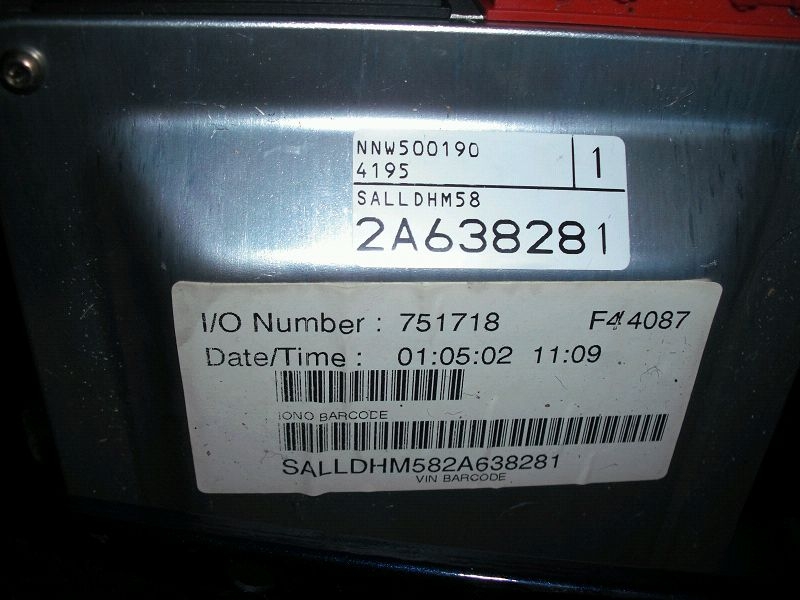 NNW500190
4195
1
SALLDHM58
2A638281
I/O Number : 751718 F44087
Date/Time : 01:05:02 11:09
IONO BARCODE
SALLDHM582A638281
VIN BARCODE